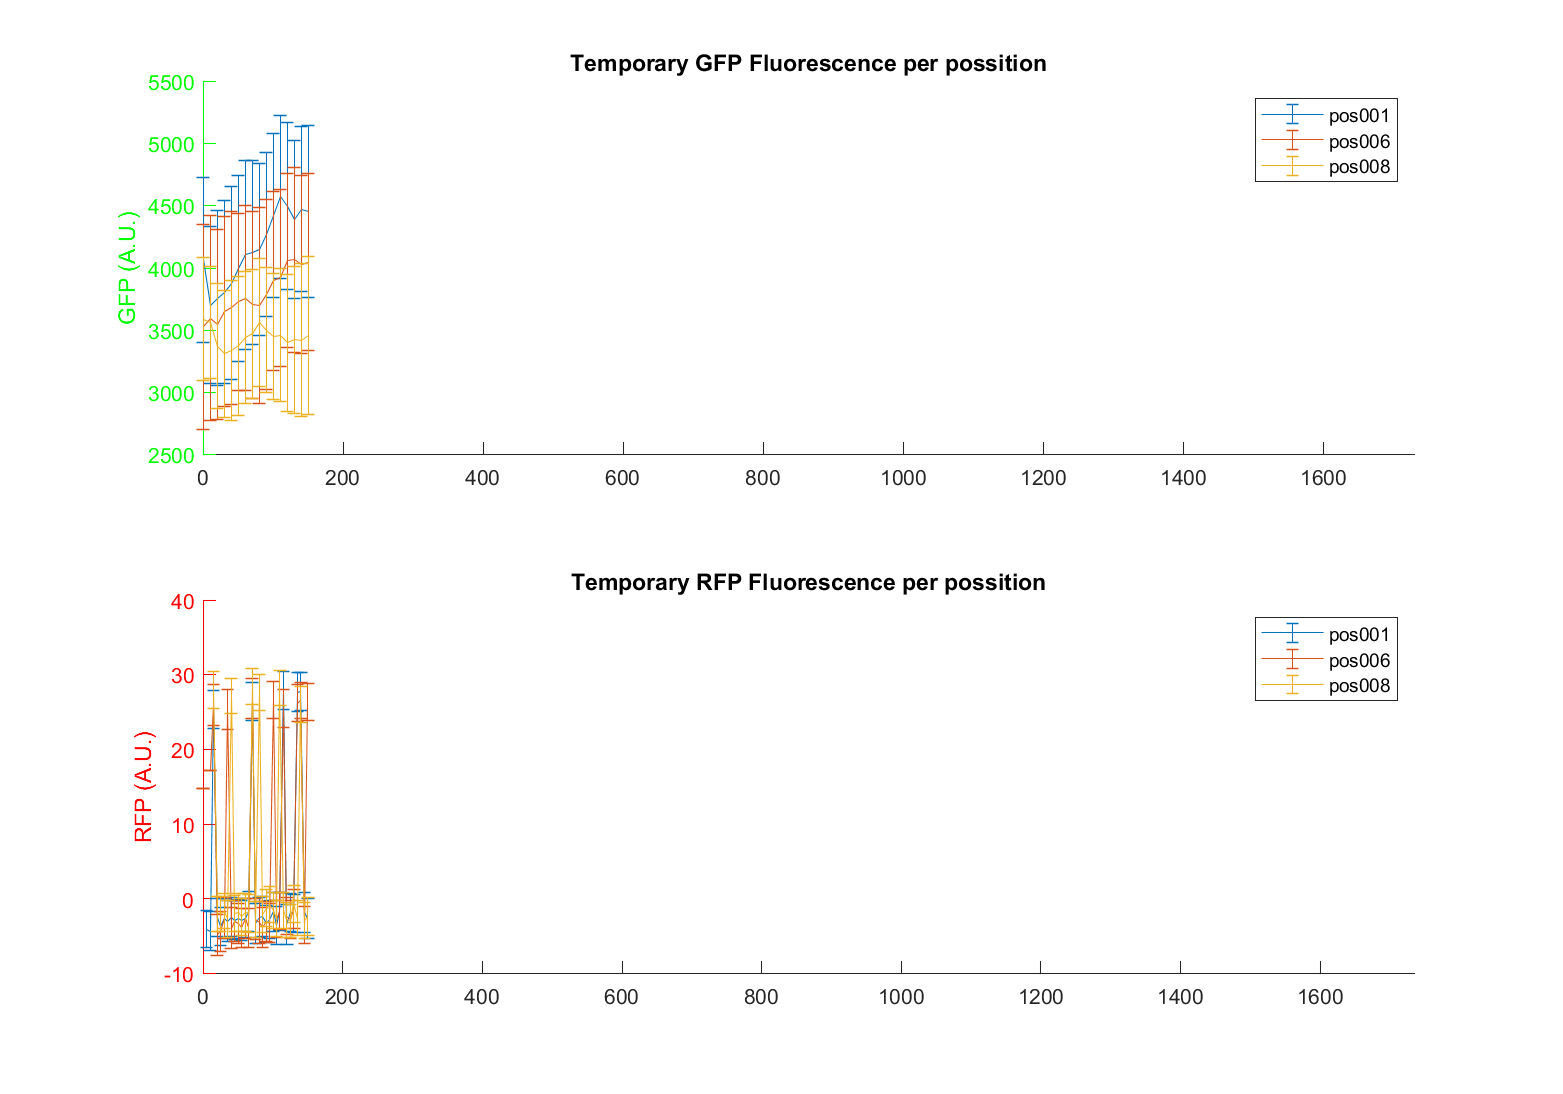 Temporary GFP Fluorescence per possition
5500
5000
4500
4000
3500
3000
2500
GFP (A.U.)
pos001
pos006
pos008
0 200 400 600 800 1000 1200 1400 1600
Temporary RFP Fluorescence per possition
40
30
20
10
0
-10
RFP (A.U.)
pos001
pos006
pos008
0 200 400 600 800 1000 1200 1400 1600